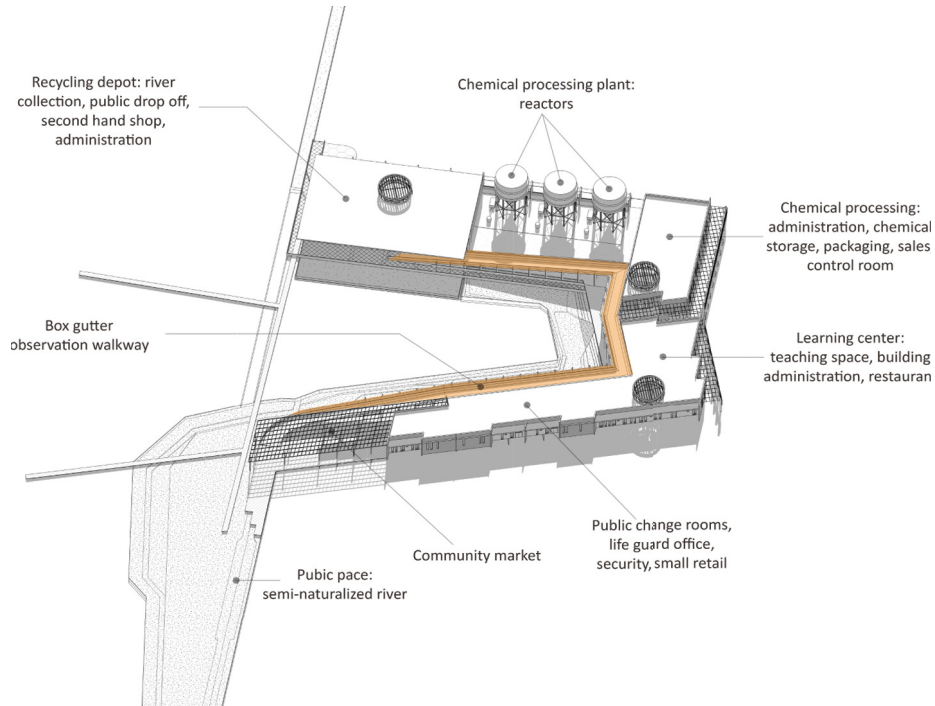 Recycling depot: river
collection, public drop off,
second hand shop,
administration
Chemical processing plant:
reactors
Chemical processing:
administration, chemical
storage, packaging, sales
control room
Box gutter
observation walkway
Learning center:
teaching space, building
administration, restauran
Public change rooms,
life guard office,
security, small retail
Community market
Pubic pace:
semi-naturalized river